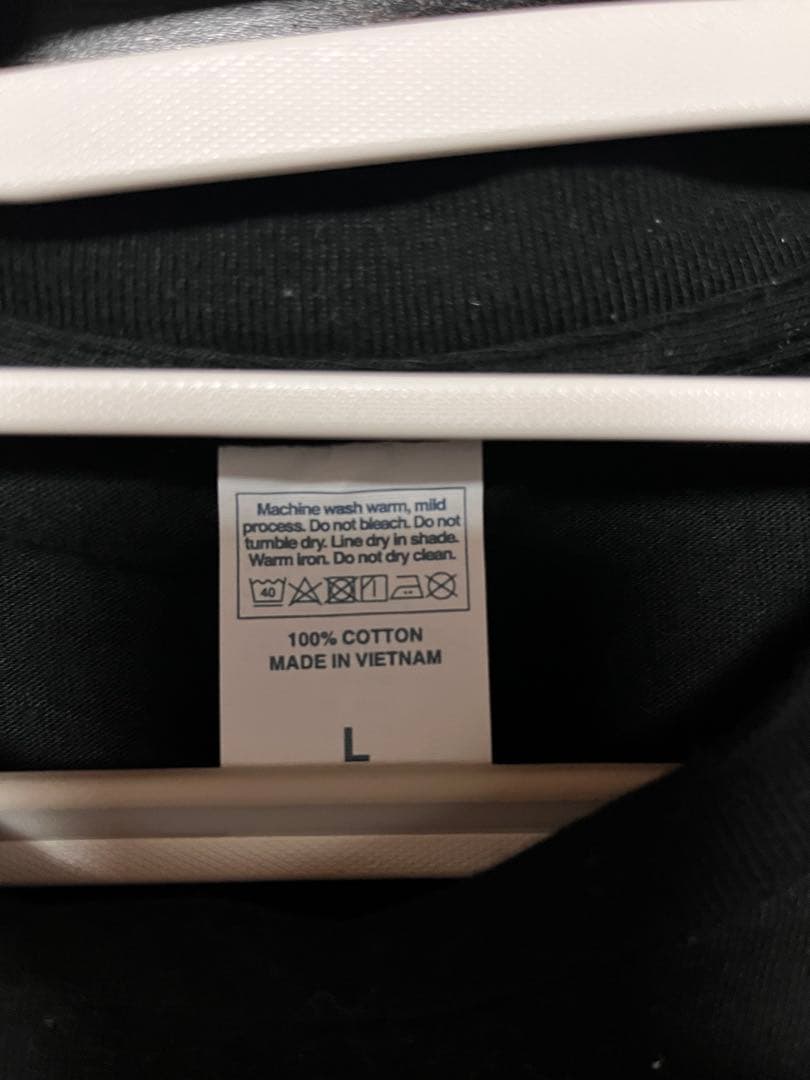 Machine wash warm, mild
process. Do not bleach. Do not
tumble dry. Line dry in shade.
Warm iron. Do not dry clean.
40
100% COTTON
MADE IN VIETNAM
L